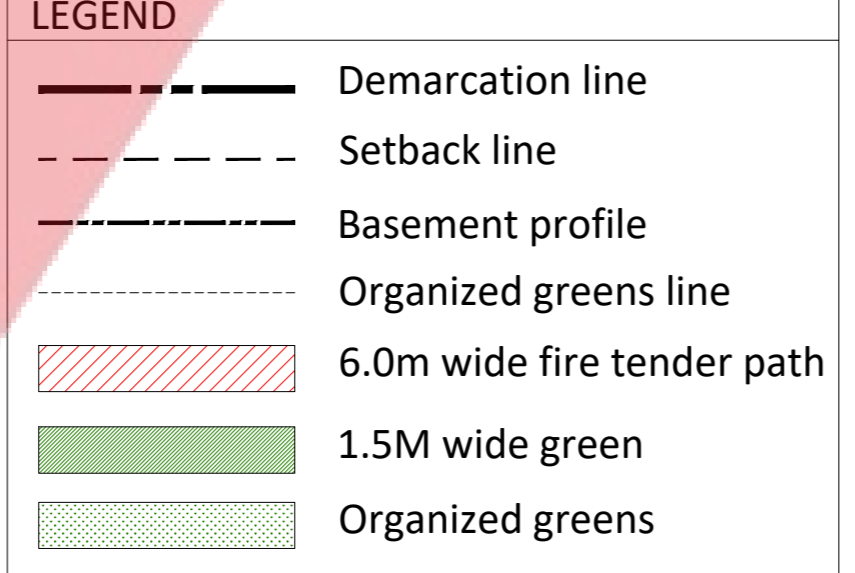 LEGEND
Demarcation line
Setback line
Basement profile
Organized greens line
6.0m wide fire tender path
1.5M wide green
Organized greens